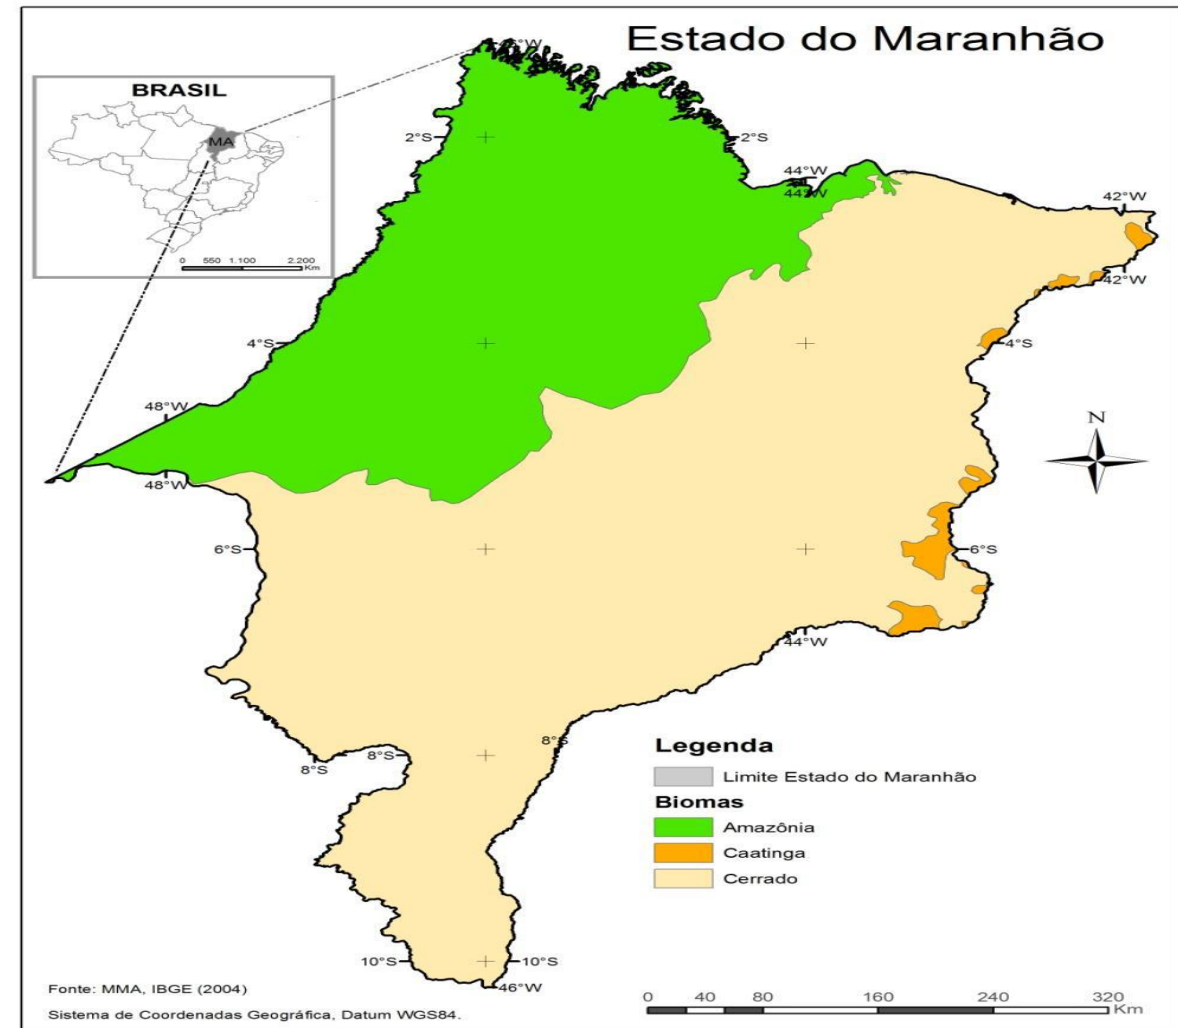 Estado do Maranhão
BRASIL
MA
0 550 1.100 2.200
Km
46°W
2°S
2°S
44°W
44°W
42°W
42°W
4°S
4°S
48°W
48°W
N
6°S
6°S
44°W
8°S
8°S
8°S
Legenda
Limite Estado do Maranhão
Biomas
Amazônia
Caatinga
Cerrado
10°S
10°S
46°W
Fonte: MMA, IBGE (2004)
Sistema de Coordenadas Geográfica, Datum WGS84.
0 40 80 160 240 320
Km